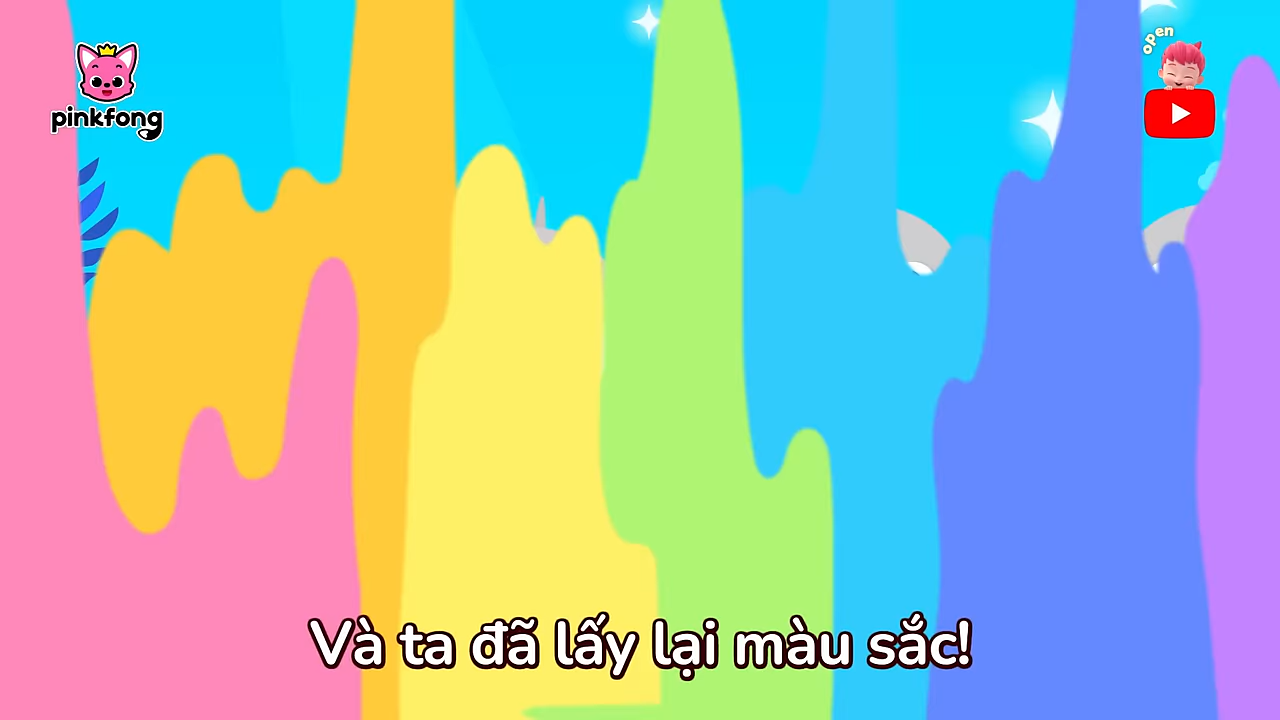 pinkfong
open
Và ta đã lấy lại màu sắc!